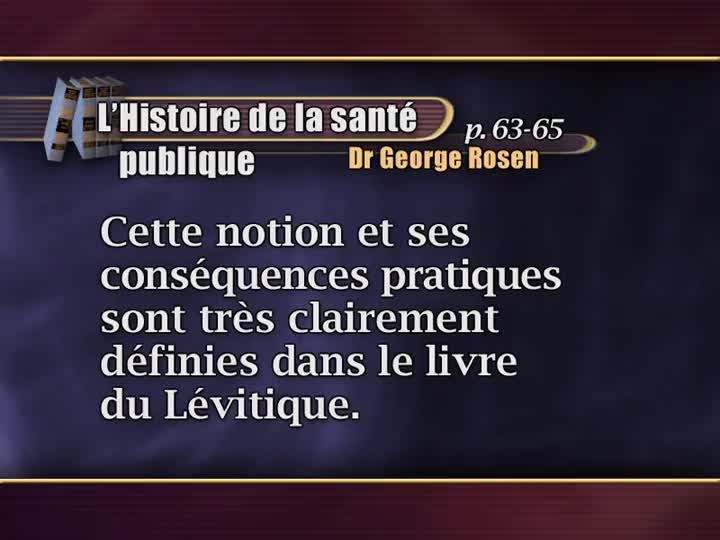 L'Histoire de la santé
p. 63-65
publique
Dr George Rosen
Cette notion et ses
conséquences pratiques
sont très clairement
définies dans le livre
du Lévitique.